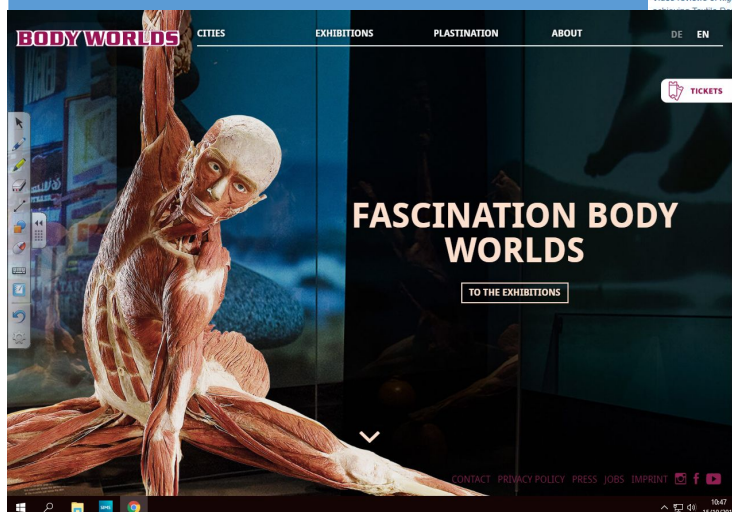 BODY WORLDS
CITIES
EXHIBITIONS
PLASTINATION
ABOUT
DE EN
TICKETS
FASCINATION BODY
WORLDS
TO THE EXHIBITIONS
CONTACT PRIVACY POLICY PRESS JOBS IMPRINT
10:47